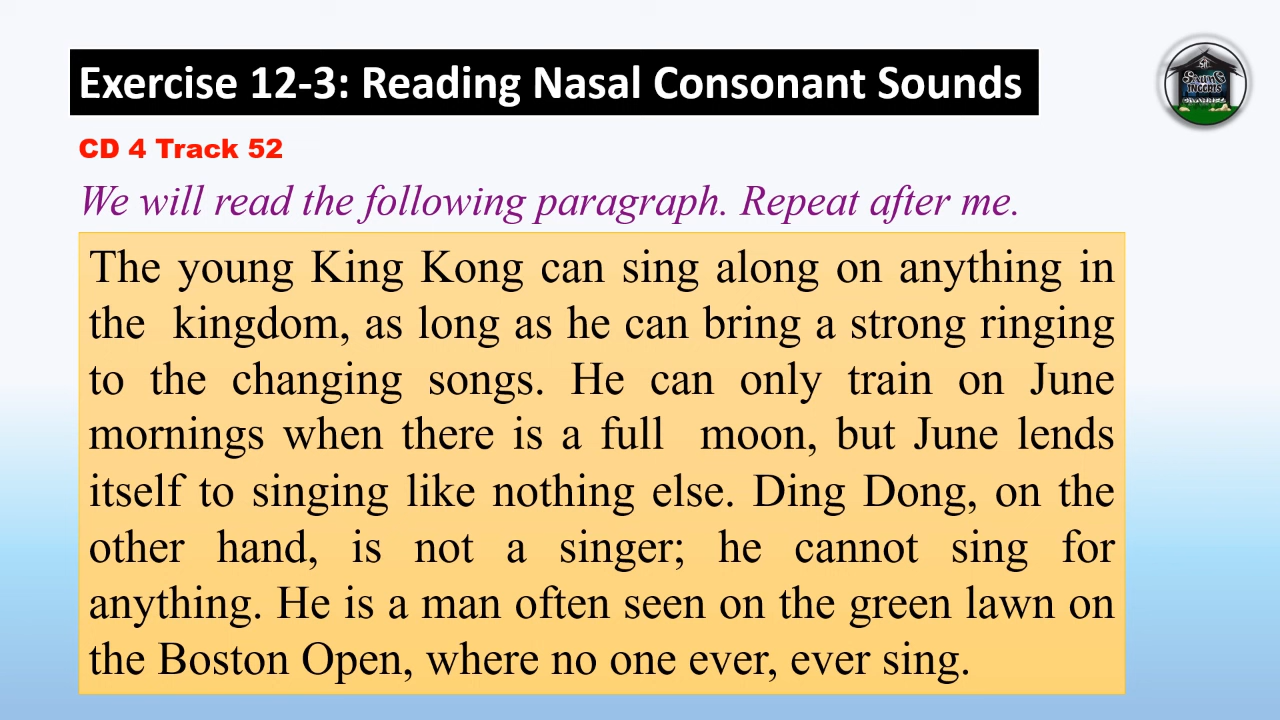 Exercise 12-3: Reading Nasal Consonant Sounds
CD 4 Track 52
We will read the following paragraph. Repeat after me.
The young King Kong can sing along on anything in
the kingdom, as long as he can bring a strong ringing
to the changing songs. He can only train on June
mornings when there is a full moon, but June lends
itself to singing like nothing else. Ding Dong, on the
other hand, is not a singer; he cannot sing for
anything. He is a man often seen on the green lawn on
the Boston Open, where no one ever, ever sing.
INGGRIS